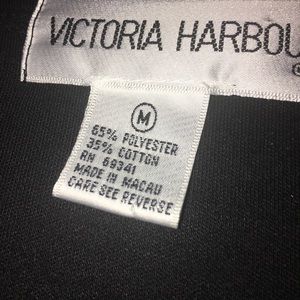 VICTORIA HARBOU
M
65% POLYESTER
35% COTTON
RN 69341
MADE IN MACAU
CARE SEE REVERSE